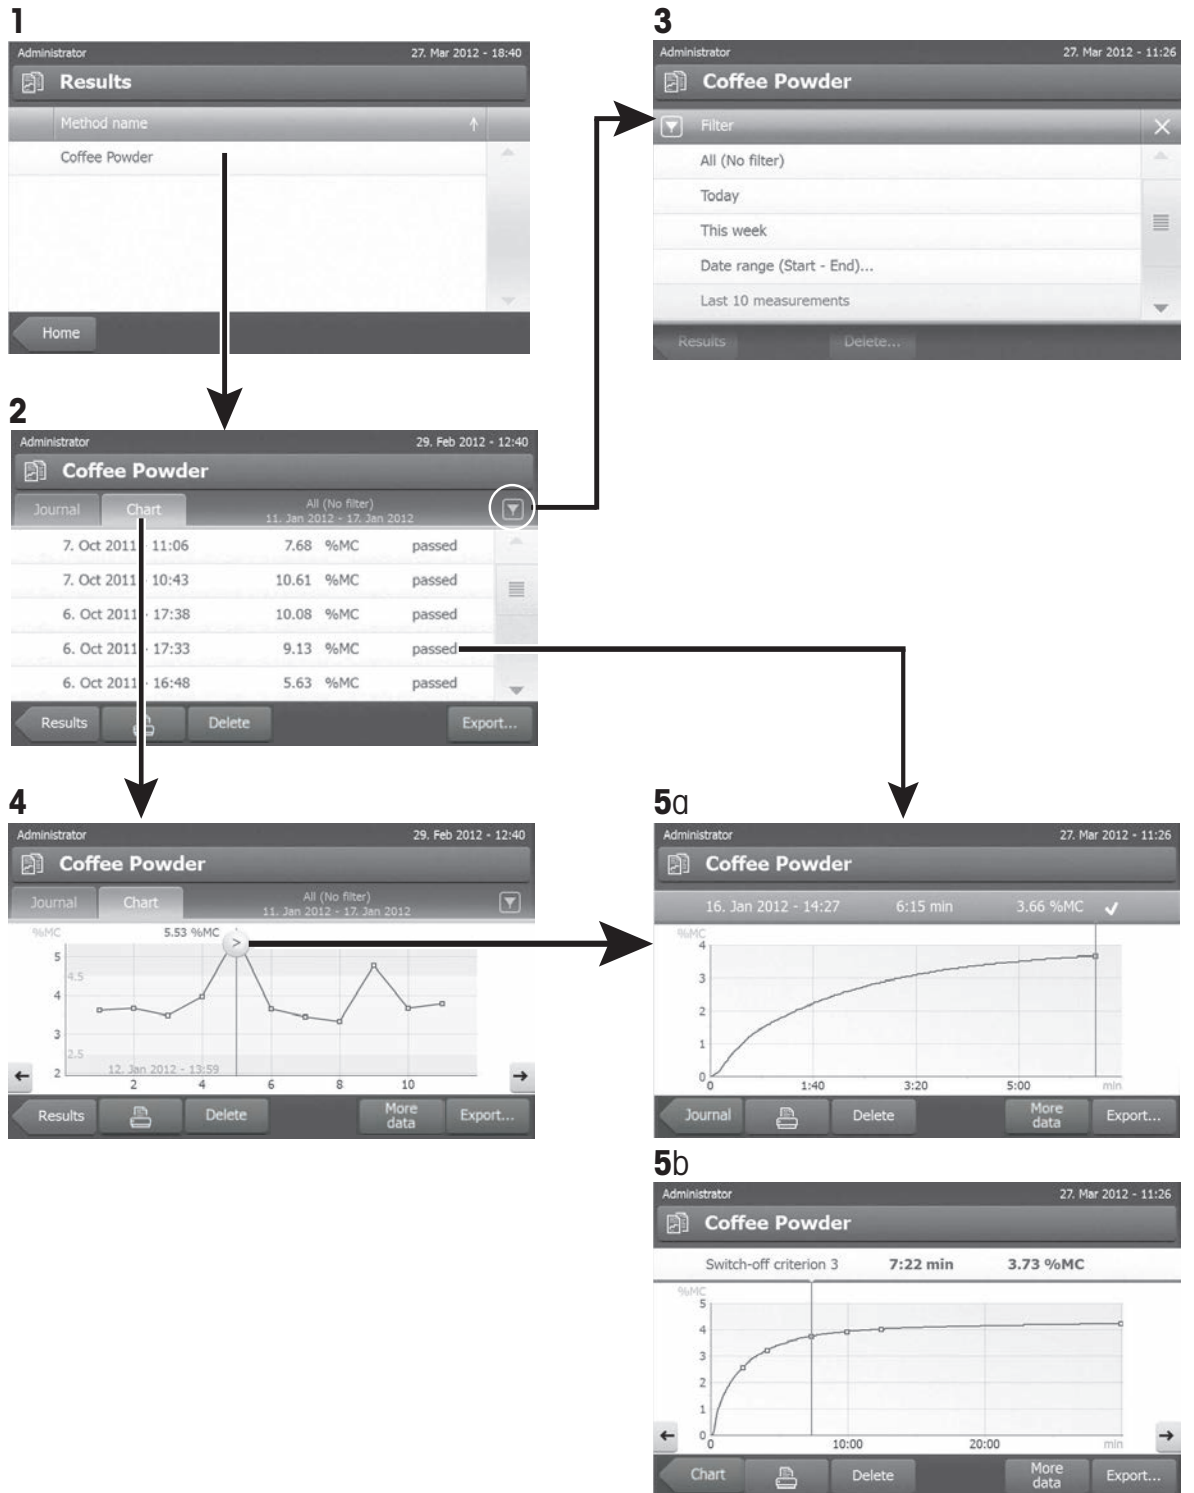 1
Administrator 27. Mar 2012 - 18:40
Results
Method name
Coffee Powder
Home
3
Administrator 27. Mar 2012 - 11:26
Coffee Powder
Filter
All (No filter)
Today
This week
Date range (Start - End)...
Last 10 measurements
Results Delete...
2
Administrator 29. Feb 2012 - 12:40
Coffee Powder
Journal Chart All (No filter)
11. Jan 2012 - 17. Jan 2012
7. Oct 2011 - 11:06 7.68 %MC passed
7. Oct 2011 - 10:43 10.61 %MC passed
6. Oct 2011 - 17:38 10.08 %MC passed
6. Oct 2011 - 17:33 9.13 %MC passed
6. Oct 2011 - 16:48 5.63 %MC passed
Results Delete Export...
4
Administrator 29. Feb 2012 - 12:40
Coffee Powder
Journal Chart All (No filter)
11. Jan 2012 - 17. Jan 2012
%MC 5.53 %MC >
5
4.5
4
3
2.5
2
12. Jan 2012 - 13:59
2 4 6 8 10
Results Delete More data Export...
5a
Administrator 27. Mar 2012 - 11:26
Coffee Powder
16. Jan 2012 - 14:27 6:15 min 3.66 %MC
%MC
4
3
2
1
0
0 1:40 3:20 5:00 min
Journal Delete More data Export...
5b
Administrator 27. Mar 2012 - 11:26
Coffee Powder
Switch-off criterion 3 7:22 min 3.73 %MC
%MC
5
4
3
2
1
0
0 10:00 20:00 min
Chart Delete More data Export...